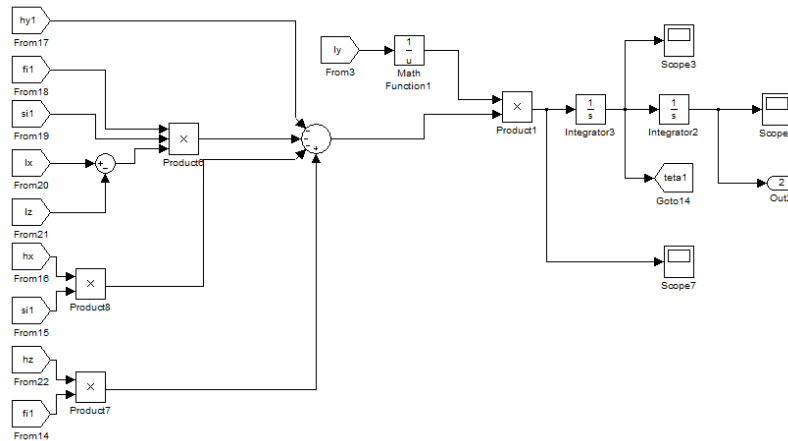 hy1
From17
fi1
From18
si1
From19
Ix
From20
Iz
From21
hx
From16
si1
From15
hz
From22
fi1
From14
×
Product6
×
Product8
×
Product7
Iy
From3
1
u
Math
Function1
×
Product1
1
s
Integrator3
1
s
Integrator2
Scope3
Scope
teta1
Goto14
2
Out2
Scope7